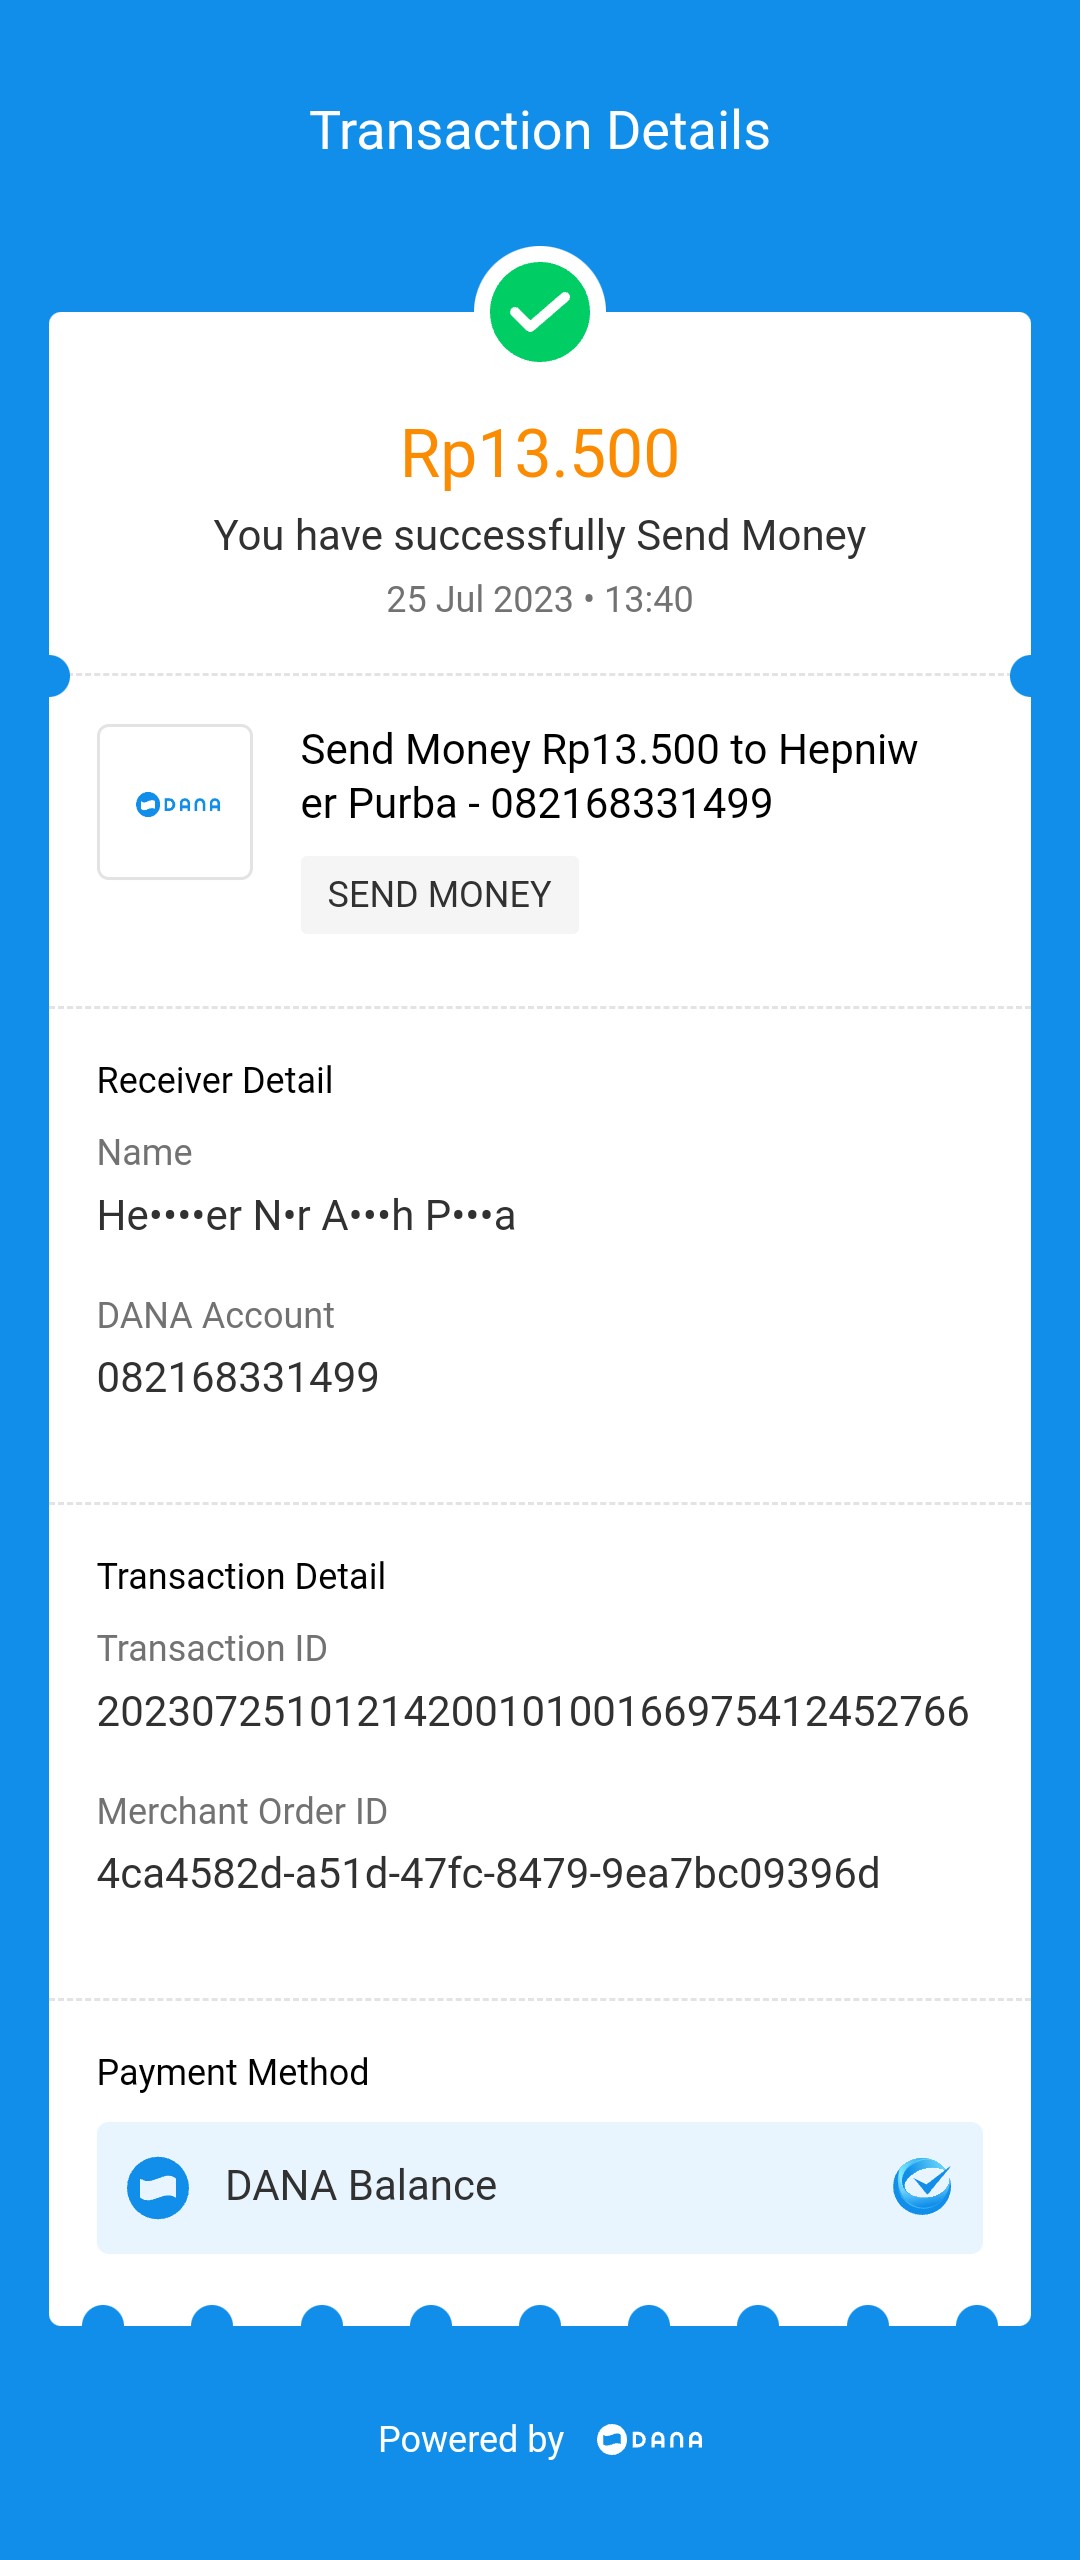 Transaction Details
Rp13.500
You have successfully Send Money
25 Jul 2023 • 13:40
DANA
Send Money Rp13.500 to Hepniw
er Purba - 082168331499
SEND MONEY
Receiver Detail
Name
He••••er N•r A•••h P•••a
DANA Account
082168331499
Transaction Detail
Transaction ID
2023072510121420010100166975412452766
Merchant Order ID
4ca4582d-a51d-47fc-8479-9ea7bc09396d
Payment Method
DANA Balance
Powered by DANA